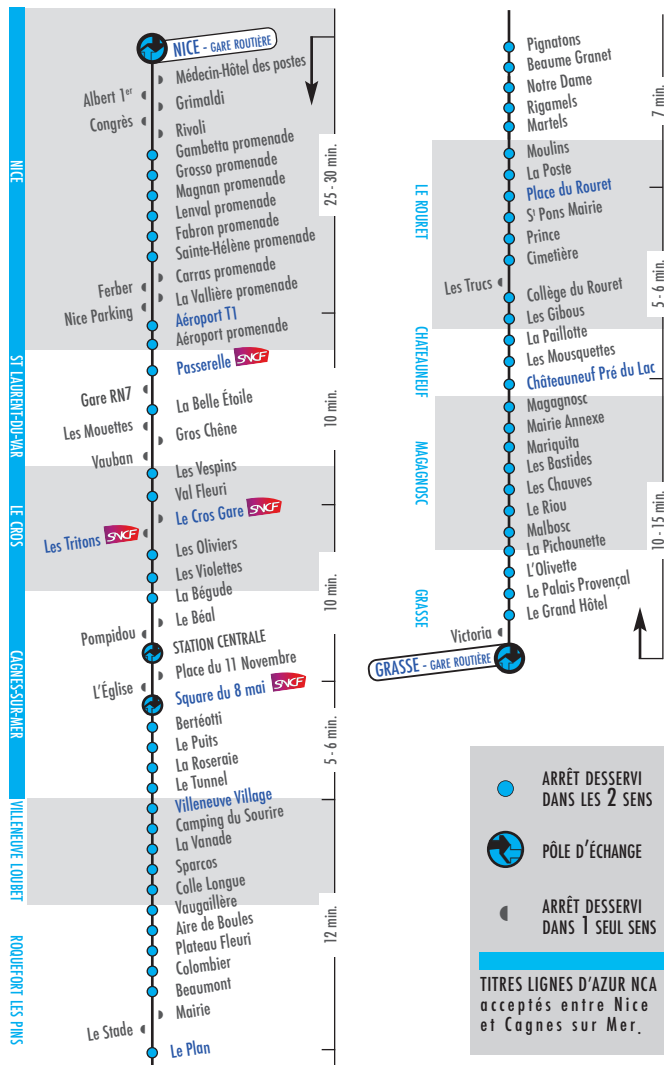 NICE - GARE ROUTIÈRE
Médecin-Hôtel des postes
Albert 1er
Grimaldi
Congrès
Rivoli
Gambetta promenade
Grosso promenade
Magnan promenade
Lenval promenade
Fabron promenade
Sainte-Hélène promenade
Carras promenade
Ferber
La Vallière promenade
Nice Parking
Aéroport T1
Aéroport promenade
Passerelle SNCF
Gare RN7
La Belle Étoile
Les Mouettes
Gros Chêne
Vauban
Les Vespins
Val Fleuri
Le Cros Gare SNCF
Les Tritons SNCF
Les Oliviers
Les Violettes
La Bégude
Le Béal
Pompidou
STATION CENTRALE
Place du 11 Novembre
L'Église
Square du 8 mai SNCF
Bertéotti
Le Puits
La Roseraie
Le Tunnel
Villeneuve Village
Camping du Sourire
La Vanade
Sparcos
Colle Longue
Vaugaillère
Aire de Boules
Plateau Fleuri
Colombier
Beaumont
Mairie
Le Stade
Le Plan
NICE
ST LAURENT-DU-VAR
LE CROS
CAGNES-SUR-MER
VILLENEUVE LOUBET
ROQUEFORT LES PINS
25 - 30 min.
10 min.
10 min.
5 - 6 min.
12 min.
Pignatons
Beaume Granet
Notre Dame
Rigamels
Martels
Moulins
La Poste
Place du Rouret
St Pons Mairie
Prince
Cimetière
Les Trucs
Collège du Rouret
Les Gibous
La Paillotte
Les Mousquettes
Châteauneuf Pré du Lac
Magagnosc
Mairie Annexe
Mariquita
Les Bastides
Les Chauves
Le Riou
Malbosc
La Pichounette
L'Olivette
Le Palais Provençal
Le Grand Hôtel
Victoria
GRASSE - GARE ROUTIÈRE
LE ROURET
CHATEAUNEUF
MAGAGNOSC
GRASSE
7 min.
5 - 6 min.
10 - 15 min.
ARRÊT DESSERVI
DANS LES 2 SENS
PÔLE D'ÉCHANGE
ARRÊT DESSERVI
DANS 1 SEUL SENS
TITRES LIGNES D'AZUR NCA
acceptés entre Nice
et Cagnes sur Mer.